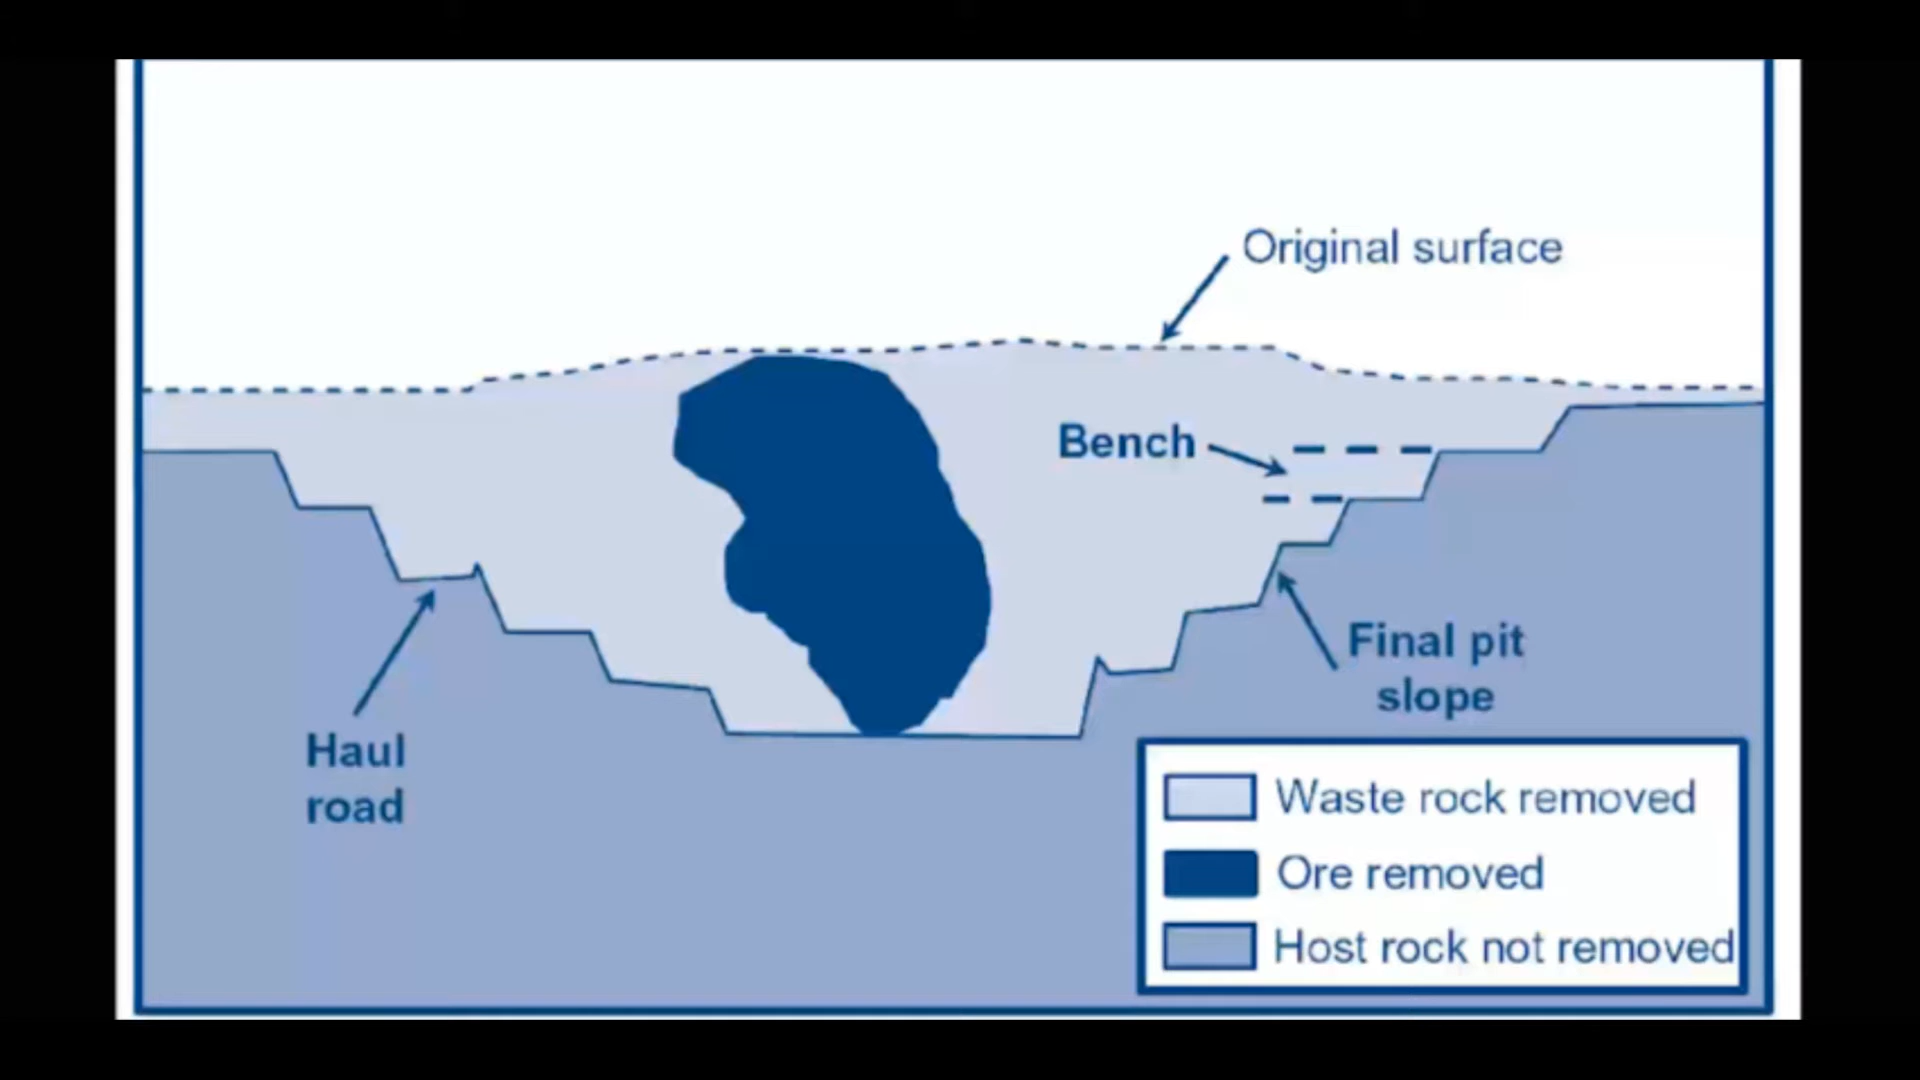 Original surface
Bench
Final pit
slope
Haul
road
Waste rock removed
Ore removed
Host rock not removed